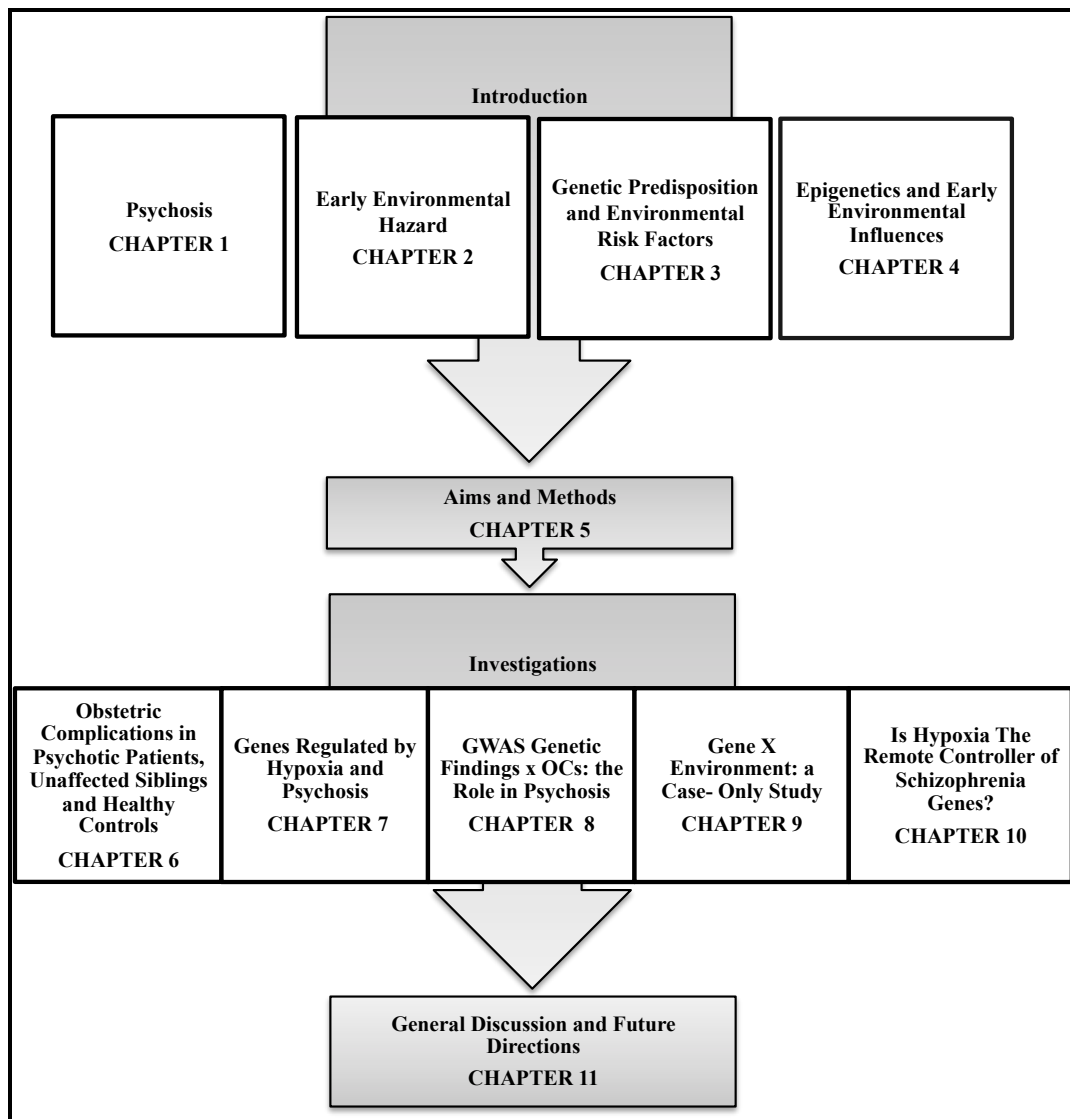 Introduction
Psychosis
CHAPTER 1
Early Environmental
Hazard
CHAPTER 2
Genetic Predisposition
and Environmental
Risk Factors
CHAPTER 3
Epigenetics and Early
Environmental
Influences
CHAPTER 4
Aims and Methods
CHAPTER 5
Investigations
Obstetric
Complications in
Psychotic Patients,
Unaffected Siblings
and Healthy
Controls
CHAPTER 6
Genes Regulated by
Hypoxia and
Psychosis
CHAPTER 7
GWAS Genetic
Findings x OCs: the
Role in Psychosis
CHAPTER 8
Gene X
Environment: a
Case- Only Study
CHAPTER 9
Is Hypoxia The
Remote Controller of
Schizophrenia
Genes?
CHAPTER 10
General Discussion and Future
Directions
CHAPTER 11